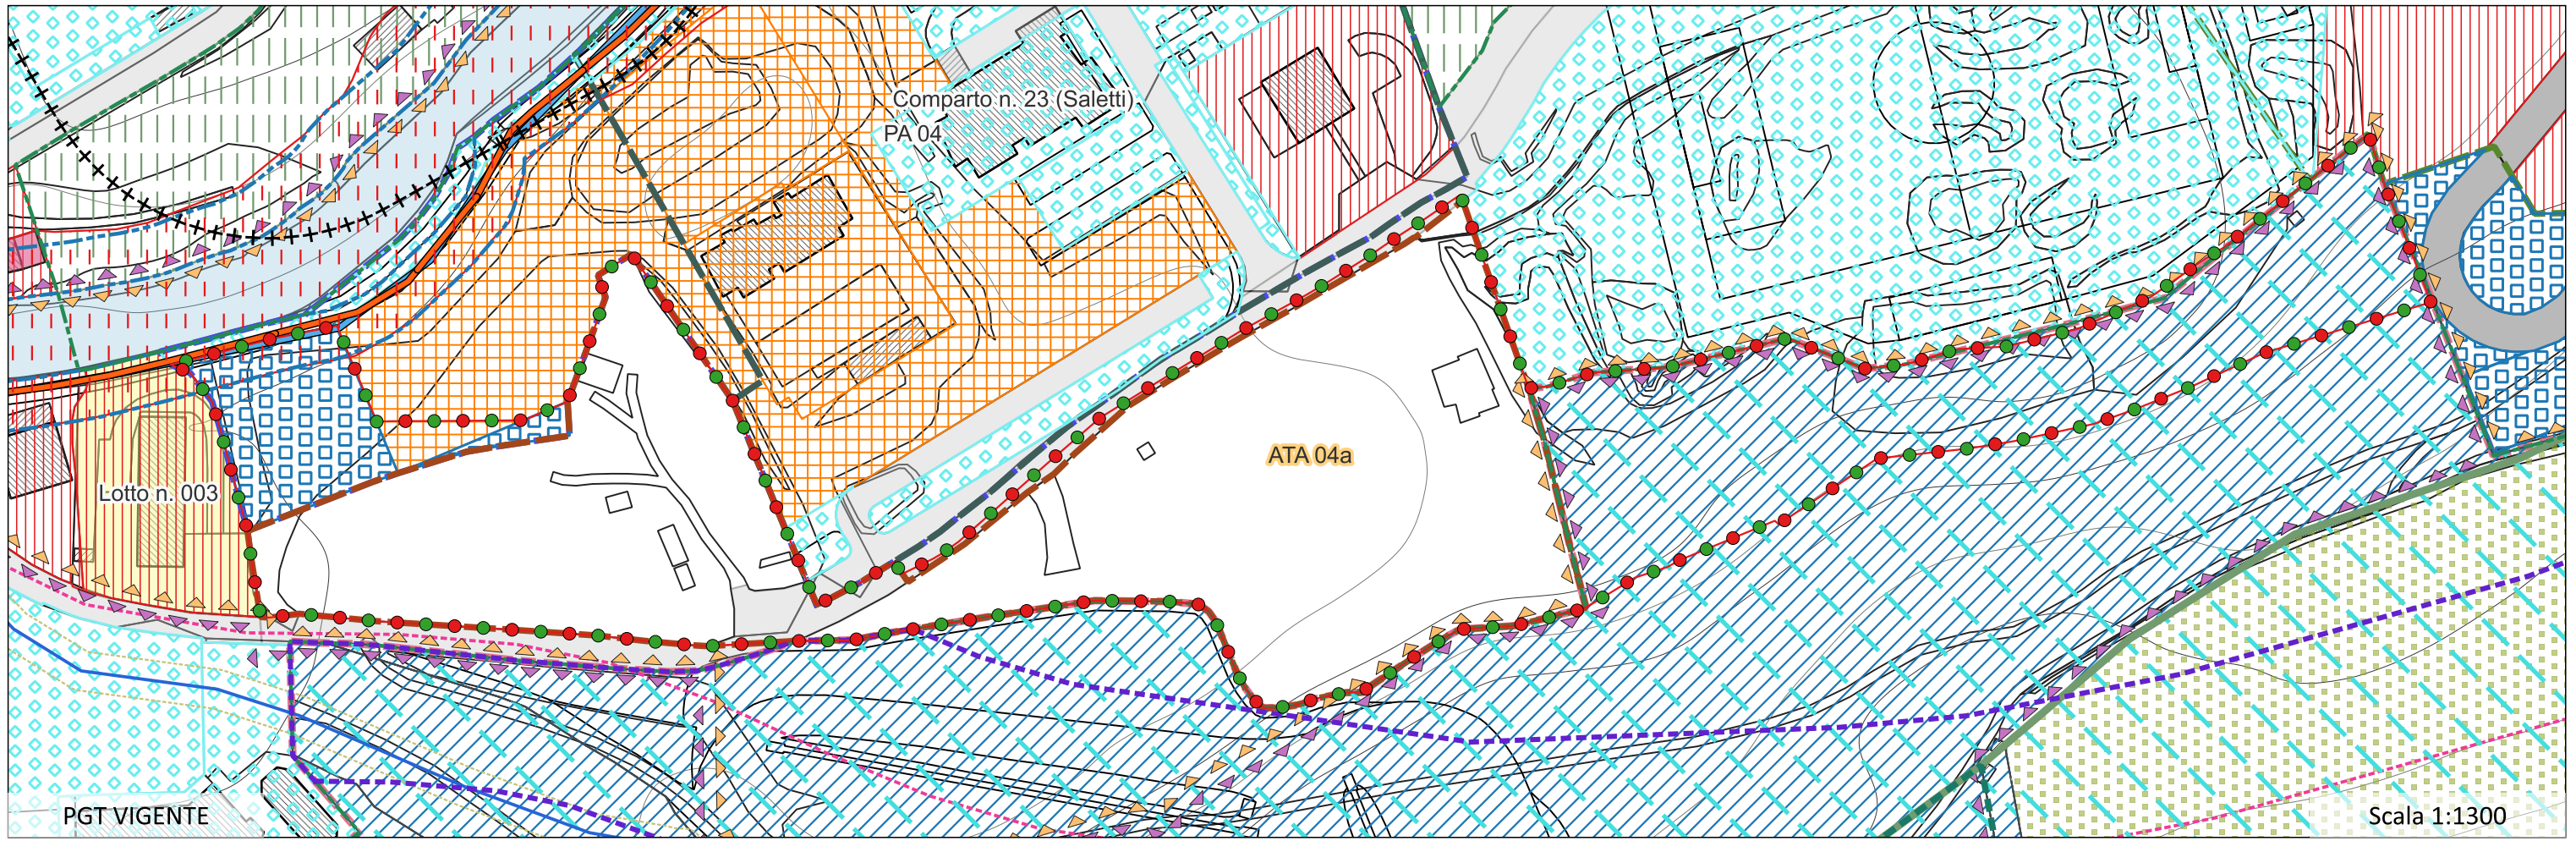 Comparto n. 23 (Saletti)
PA 04
ATA 04a
Lotto n. 003
PGT VIGENTE
Scala 1:1300